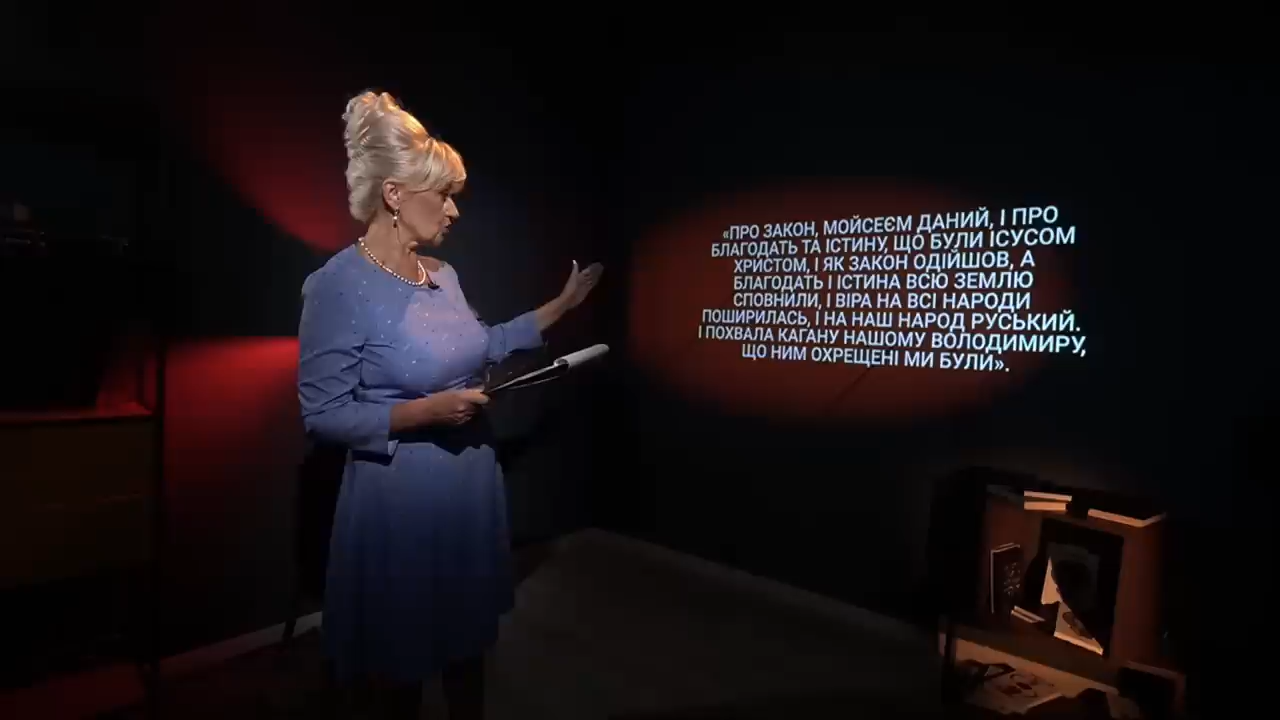 «ПРО ЗАКОН, МОЙСЕЄМ ДАНИЙ, І ПРО
БЛАГОДАТЬ ТА ІСТИНУ, ЩО БУЛИ ІСУСОМ
ХРИСТОМ, І ЯК ЗАКОН ОДІЙШОВ, А
БЛАГОДАТЬ І ІСТИНА ВСЮ ЗЕМЛЮ
СПОВНИЛИ, І ВІРА НА ВСІ НАРОДИ
ПОШИРИЛАСЬ, І НА НАШ НАРОД РУСЬКИЙ.
І ПОХВАЛА КАГАНУ НАШОМУ ВОЛОДИМИРУ,
ЩО НИМ ОХРЕЩЕНІ МИ БУЛИ».